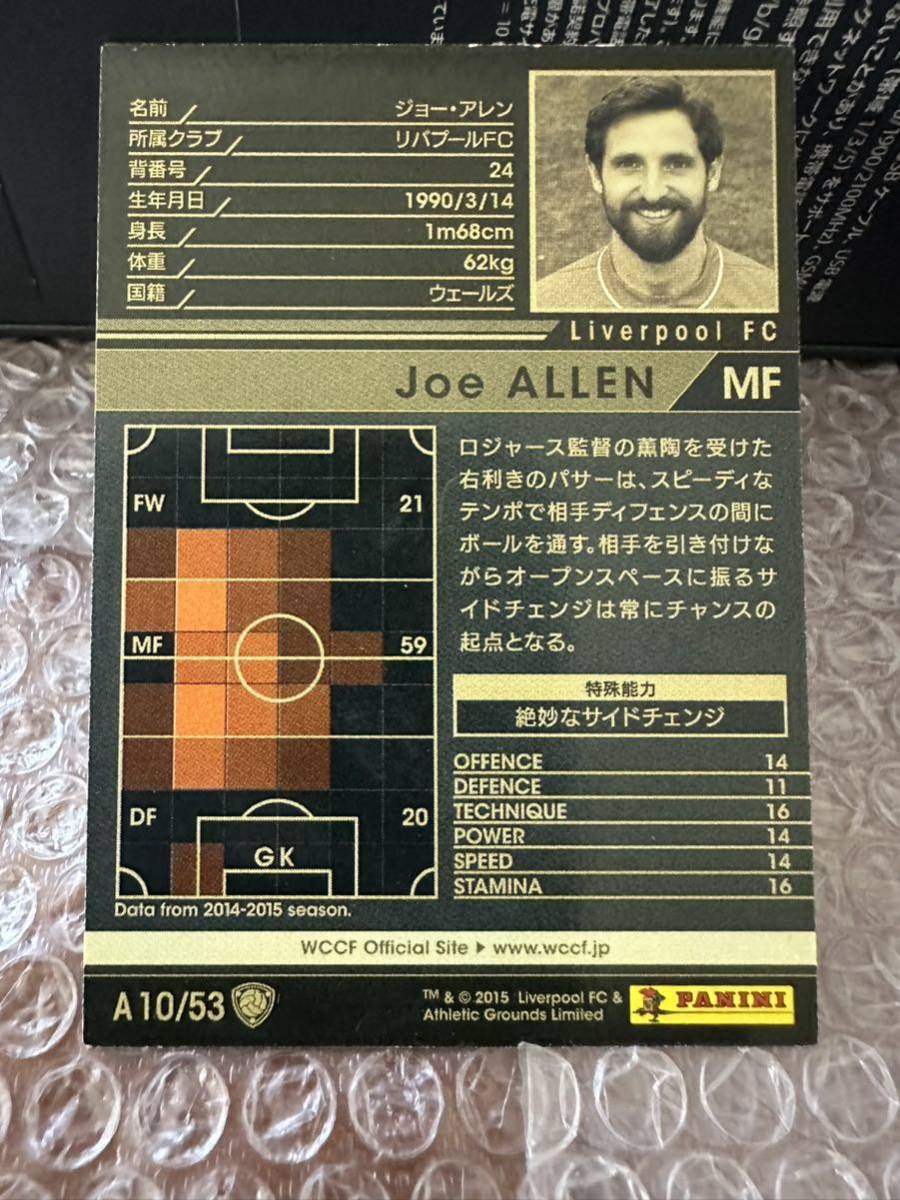 名前 ジョー・アレン
所属クラブ リバプールFC
背番号 24
生年月日 1990/3/14
身長 1m68cm
体重 62kg
国籍 ウェールズ
Liverpool FC
Joe ALLEN MF
FW 21
MF 59
DF 20
GK
Data from 2014-2015 season.
ロジャース監督の薫陶を受けた
右利きのパサーは、スピーディな
テンポで相手ディフェンスの間に
ボールを通す。相手を引き付けな
がらオープンスペースに振るサ
イドチェンジは常にチャンスの
起点となる。
特殊能力
絶妙なサイドチェンジ
OFFENCE 14
DEFENCE 11
TECHNIQUE 16
POWER 14
SPEED 14
STAMINA 16
WCCF Official Site ▶ www.wccf.jp
A10/53
TM & © 2015 Liverpool FC &
Athletic Grounds Limited
PANINI